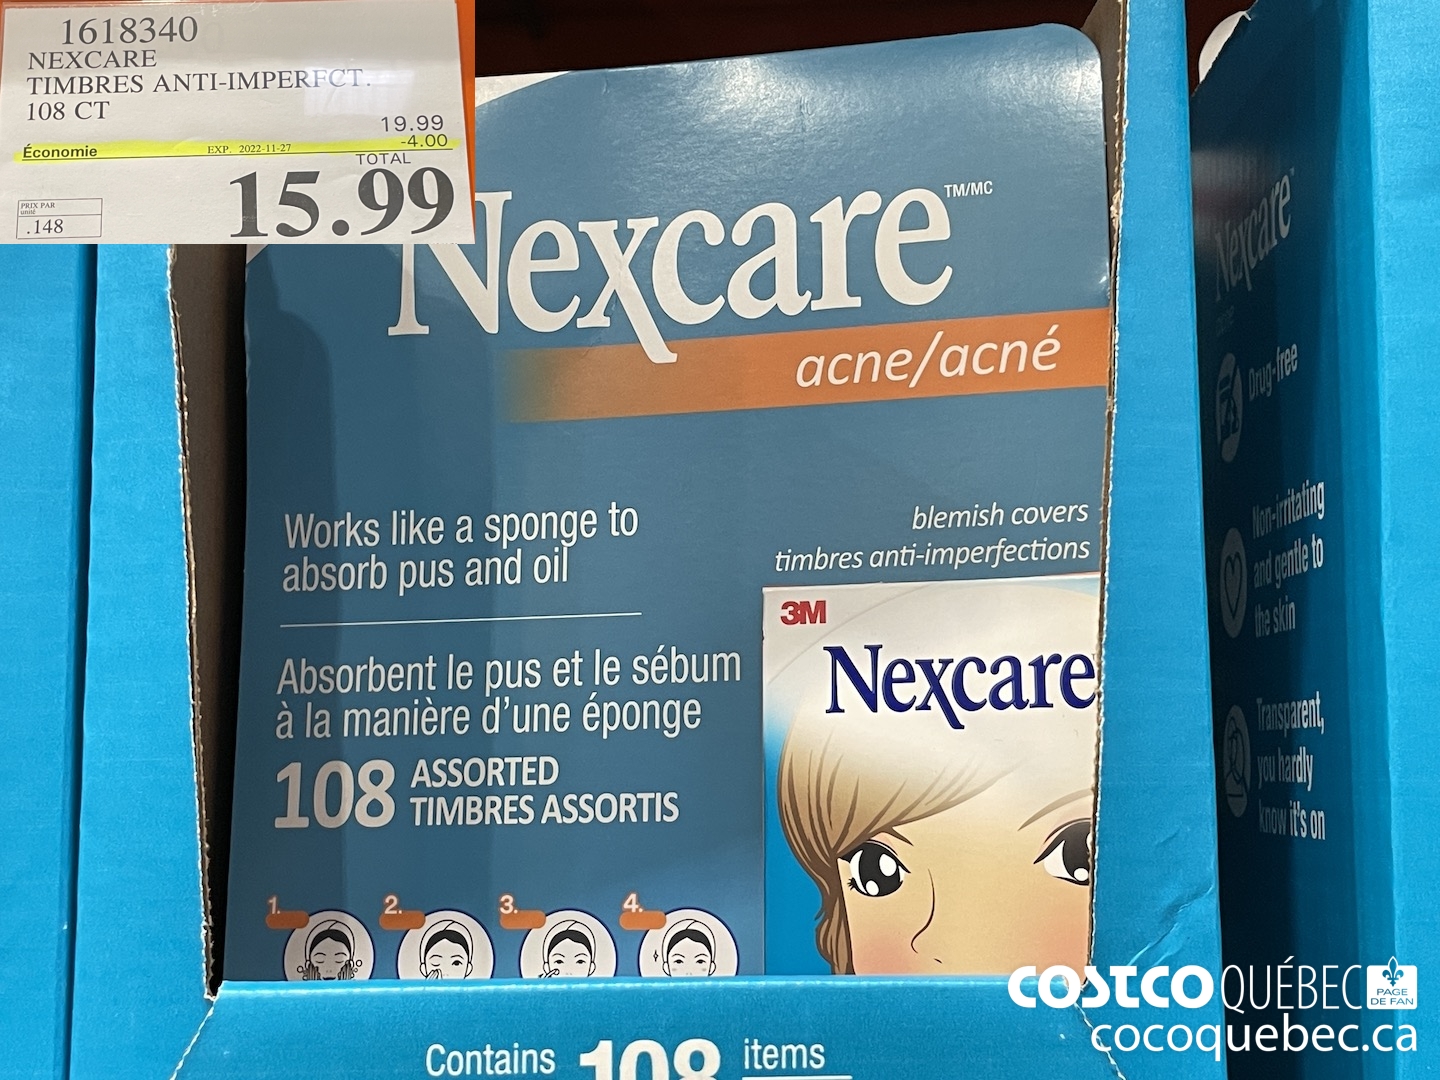 1618340
NEXCARE
TIMBRES ANTI-IMPERFCT.
108 CT
19.99
Économie EXP. 2022-11-27 -4.00
TOTAL
15.99
PRIX PAR
unité
.148
Nexcare TM/MC
acne/acné
Works like a sponge to
absorb pus and oil
blemish covers
timbres anti-imperfections
Absorbent le pus et le sébum
à la manière d'une éponge
108 ASSORTED
TIMBRES ASSORTIS
3M
Nexcare
1. 2. 3. 4.
Contains 108 items
Nexcare
acne
Drug-free
Non-irritating
and gentle to
the skin
Transparent,
you hardly
know it's on
COSTCO QUÉBEC PAGE
DE FAN
cocoquebec.ca